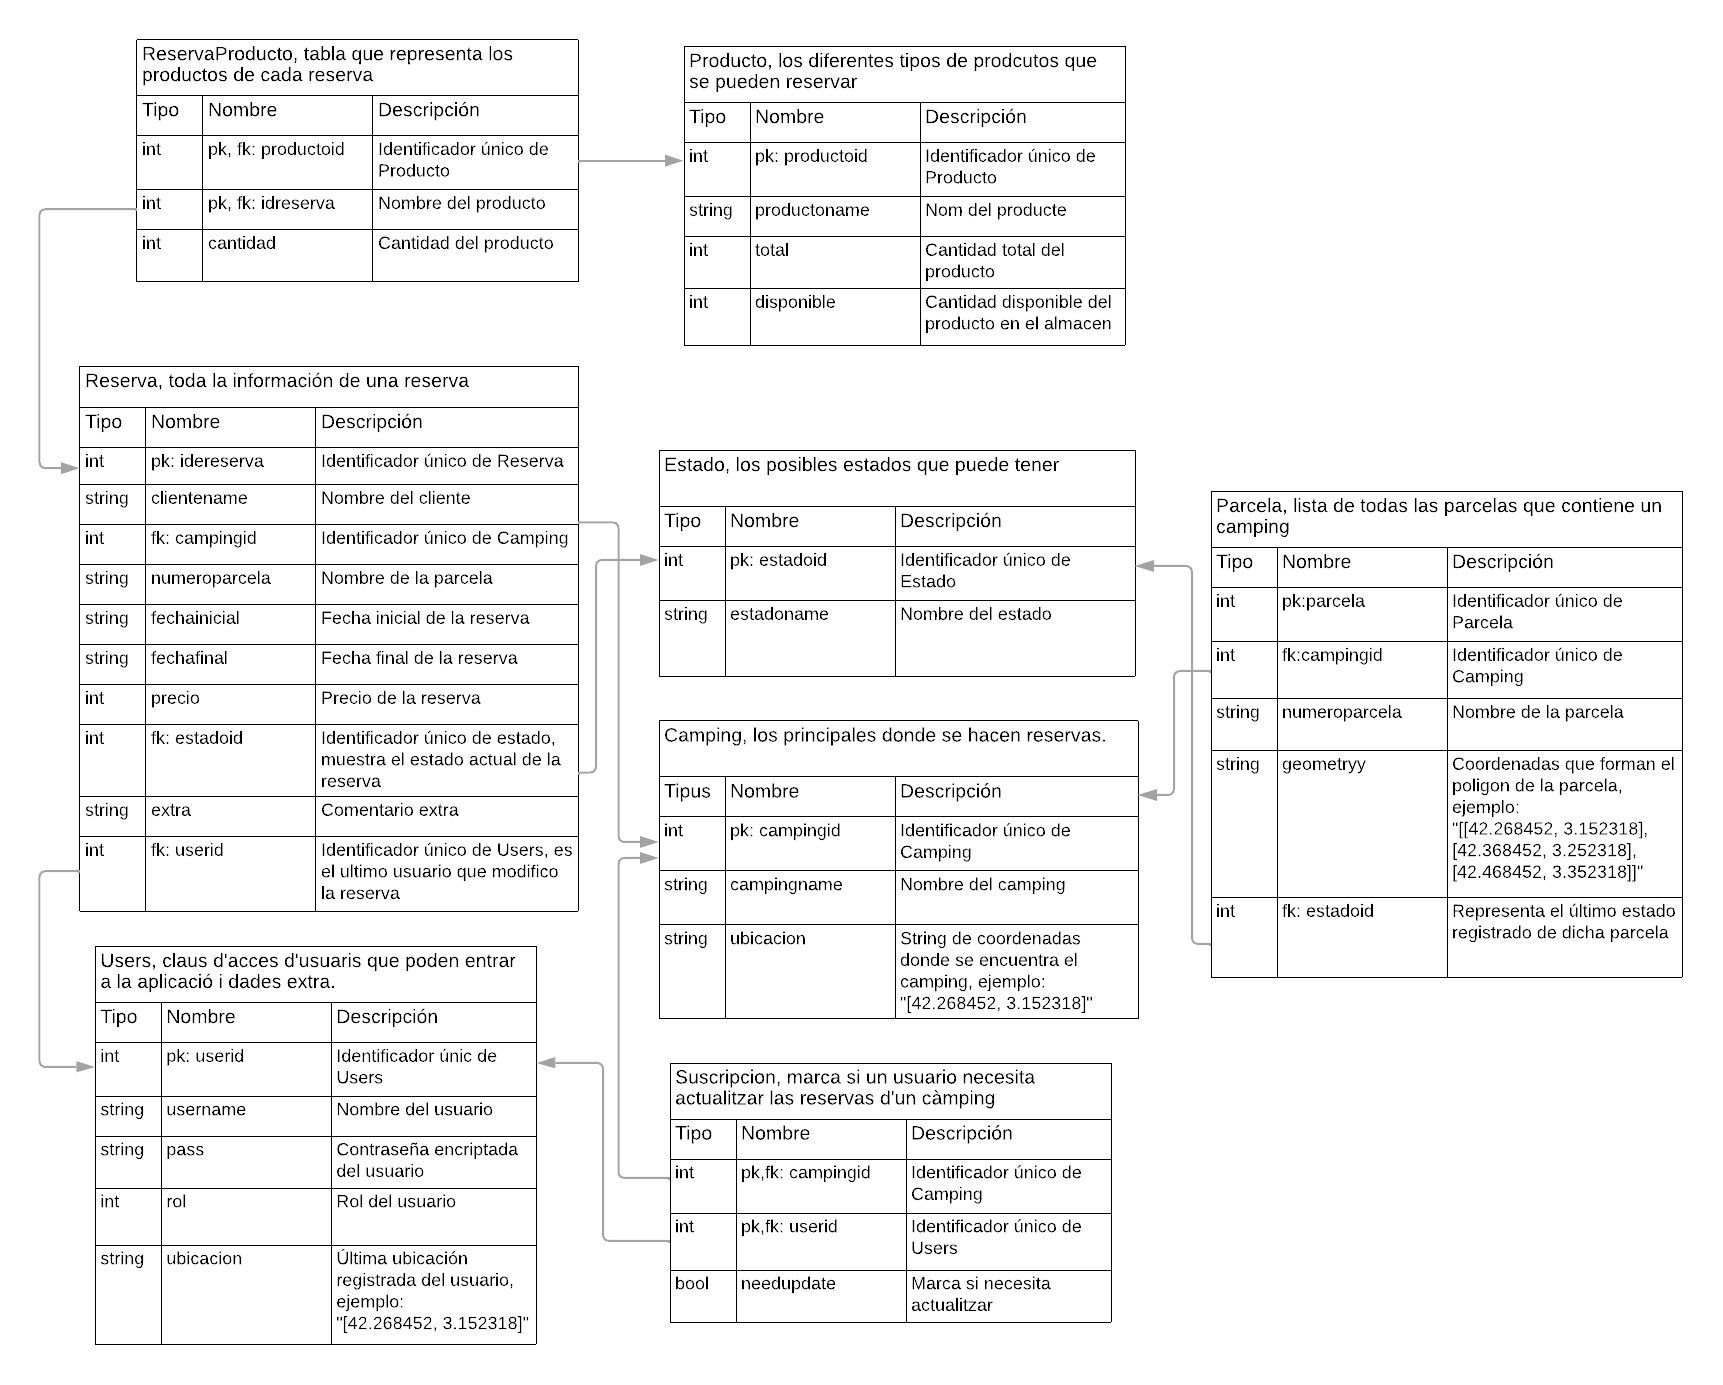 ReservaProducto, tabla que representa los
productos de cada reserva
Tipo Nombre Descripción
int pk, fk: productoid Identificador único de
Producto
int pk, fk: idreserva Nombre del producto
int cantidad Cantidad del producto
Producto, los diferentes tipos de prodcutos que
se pueden reservar
Tipo Nombre Descripción
int pk: productoid Identificador único de
Producto
string productoname Nom del producte
int total Cantidad total del
producto
int disponible Cantidad disponible del
producto en el almacen
Reserva, toda la información de una reserva
Tipo Nombre Descripción
int pk: idereserva Identificador único de Reserva
string clientename Nombre del cliente
int fk: campingid Identificador único de Camping
string numeroparcela Nombre de la parcela
string fechainicial Fecha inicial de la reserva
string fechafinal Fecha final de la reserva
int precio Precio de la reserva
int fk: estadoid Identificador único de estado,
muestra el estado actual de la
reserva
string extra Comentario extra
int fk: userid Identificador único de Users, es
el ultimo usuario que modifico
la reserva
Estado, los posibles estados que puede tener
Tipo Nombre Descripción
int pk: estadoid Identificador único de
Estado
string estadoname Nombre del estado
Parcela, lista de todas las parcelas que contiene un
camping
Tipo Nombre Descripción
int pk:parcela Identificador único de
Parcela
int fk:campingid Identificador único de
Camping
string numeroparcela Nombre de la parcela
string geometryy Coordenadas que forman el
poligon de la parcela,
ejemplo:
"[[42.268452, 3.152318],
[42.368452, 3.252318],
[42.468452, 3.352318]]"
int fk: estadoid Representa el último estado
registrado de dicha parcela
Camping, los principales donde se hacen reservas.
Tipus Nombre Descripción
int pk: campingid Identificador único de
Camping
string campingname Nombre del camping
string ubicacion String de coordenadas
donde se encuentra el
camping, ejemplo:
"[42.268452, 3.152318]"
Users, claus d'acces d'usuaris que poden entrar
a la aplicació i dades extra.
Tipo Nombre Descripción
int pk: userid Identificador únic de
Users
string username Nombre del usuario
string pass Contraseña encriptada
del usuario
int rol Rol del usuario
string ubicacion Última ubicación
registrada del usuario,
ejemplo:
"[42.268452, 3.152318]"
Suscripcion, marca si un usuario necesita
actualitzar las reservas d'un càmping
Tipo Nombre Descripción
int pk,fk: campingid Identificador único de
Camping
int pk,fk: userid Identificador único de
Users
bool needupdate Marca si necesita
actualitzar